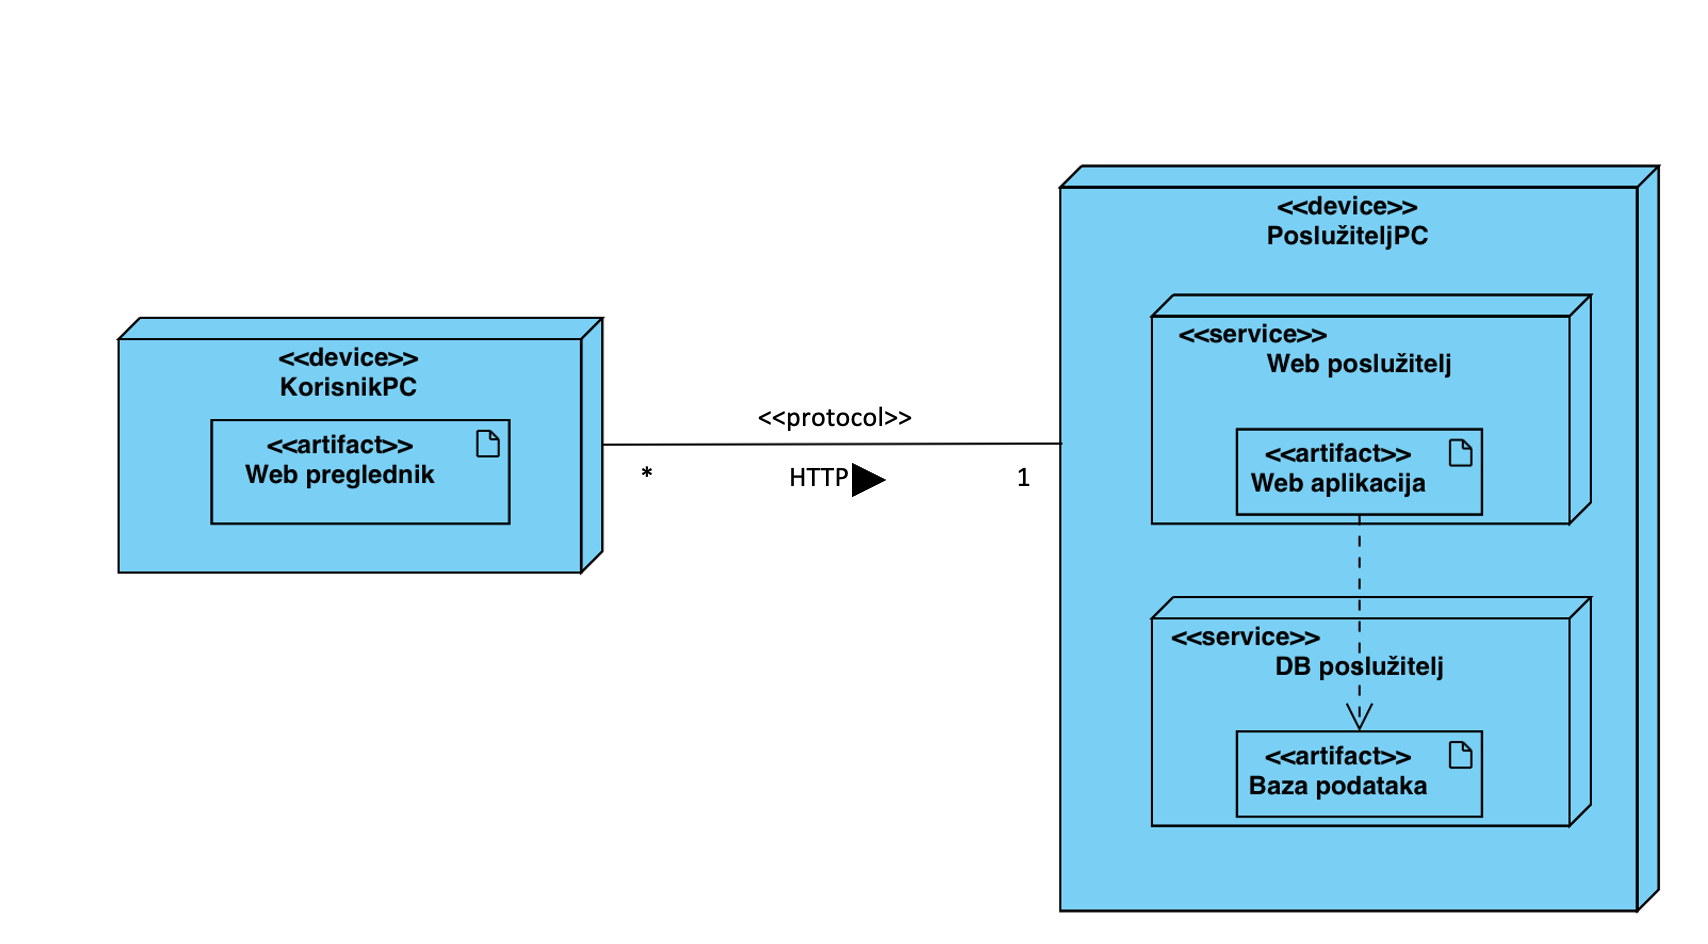 <<device>>
KorisnikPC
<<artifact>>
Web preglednik
<<protocol>>
*
HTTP
1
<<device>>
PoslužiteljPC
<<service>>
Web poslužitelj
<<artifact>>
Web aplikacija
<<service>>
DB poslužitelj
<<artifact>>
Baza podataka